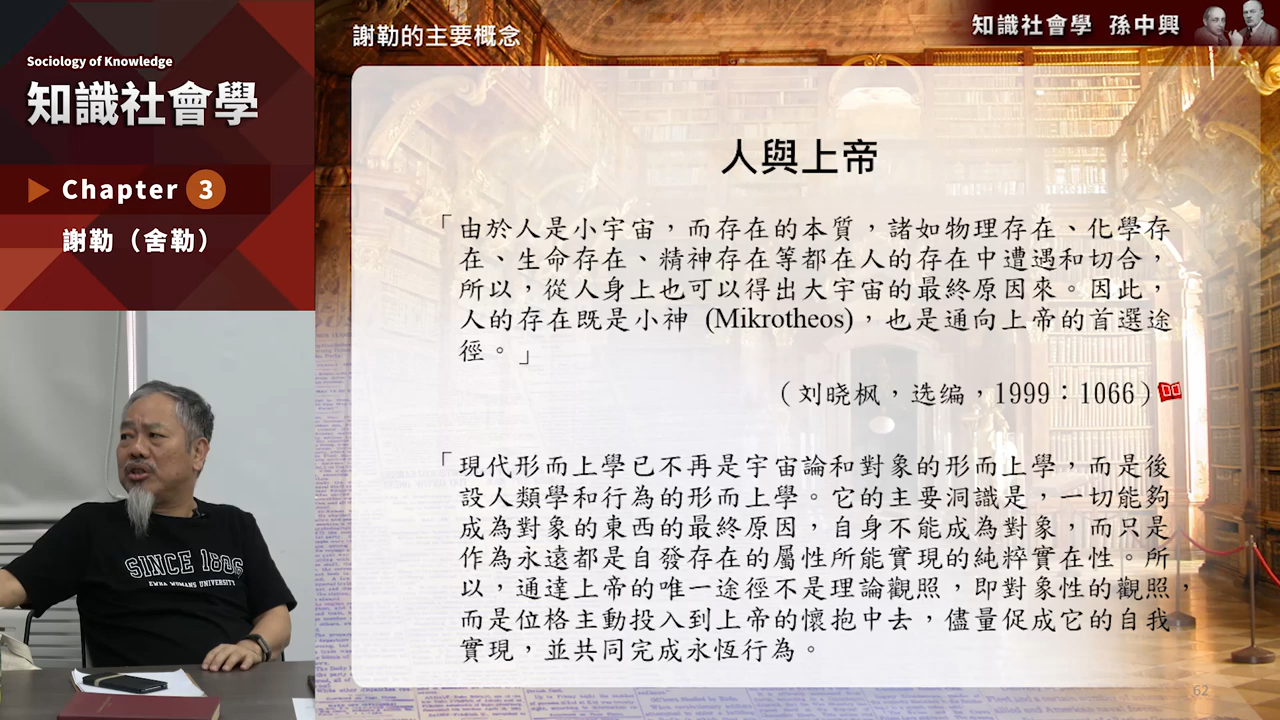 Sociology of Knowledge
知識社會學
Chapter 3
謝勒（舍勒）
SINCE 1886
EWHA WOMANS UNIVERSITY
謝勒的主要概念
知識社會學 孫中興
人與上帝
「由於人是小宇宙，而存在的本質，諸如物理存在、化學存
在、生命存在、精神存在等都在人的存在中遭遇和切合，
所以，從人身上也可以得出大宇宙的最終原因來。因此，
人的存在既是小神 (Mikrotheos)，也是通向上帝的首選途
徑。」
（刘晓枫，选编，1999：1066）
「現代形而上學已不再是宇宙論和對象的形而上學，而是後
設人類學和行為的形而上學。它的主要洞識是，一切能夠
成為對象的東西的最終原因，自身不能成為對象，而只是
作為永遠都是自發存在的屬性所能實現的純粹實在性。所
以，通達上帝的唯一途徑不是理論觀照，即對象性的觀照
而是位格主動投入到上帝的懷抱中去，儘量促成它的自我
實現，並共同完成永恆行為。
62